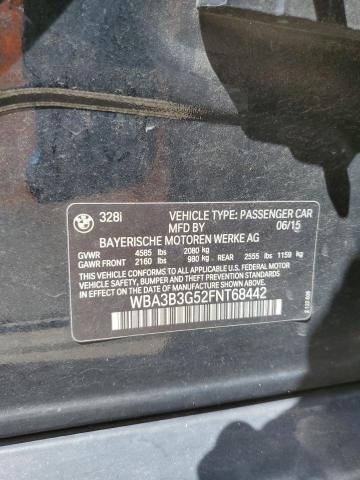 328i VEHICLE TYPE: PASSENGER CAR
MFD BY 06/15
BAYERISCHE MOTOREN WERKE AG
GVWR 4585 lbs 2080 kg
GAWR FRONT 2160 lbs 980 kg - REAR 2555 lbs 1159 kg
THIS VEHICLE CONFORMS TO ALL APPLICABLE U.S. FEDERAL MOTOR
VEHICLE SAFETY, BUMPER AND THEFT PREVENTION STANDARDS
IN EFFECT ON THE DATE OF MANUFACTURE SHOWN ABOVE.
WBA3B3G52FNT68442